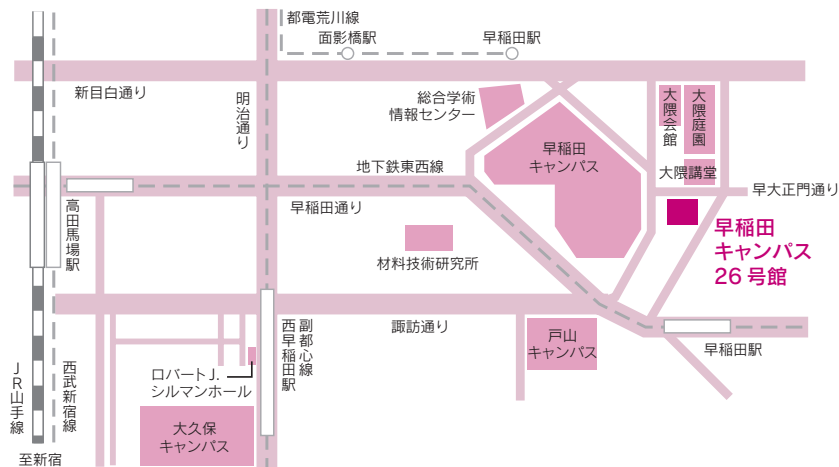 都電荒川線
面影橋駅
早稲田駅
新目白通り
明治通り
総合学術
情報センター
大隈会館
大隈庭園
早稲田
キャンパス
地下鉄東西線
大隈講堂
早大正門通り
早稲田通り
高田馬場駅
材料技術研究所
早稲田
キャンパス
26号館
諏訪通り
副都心線
西早稲田駅
戸山
キャンパス
早稲田駅
ロバートJ.
シルマンホール
JR山手線
西武新宿線
大久保
キャンパス
至新宿